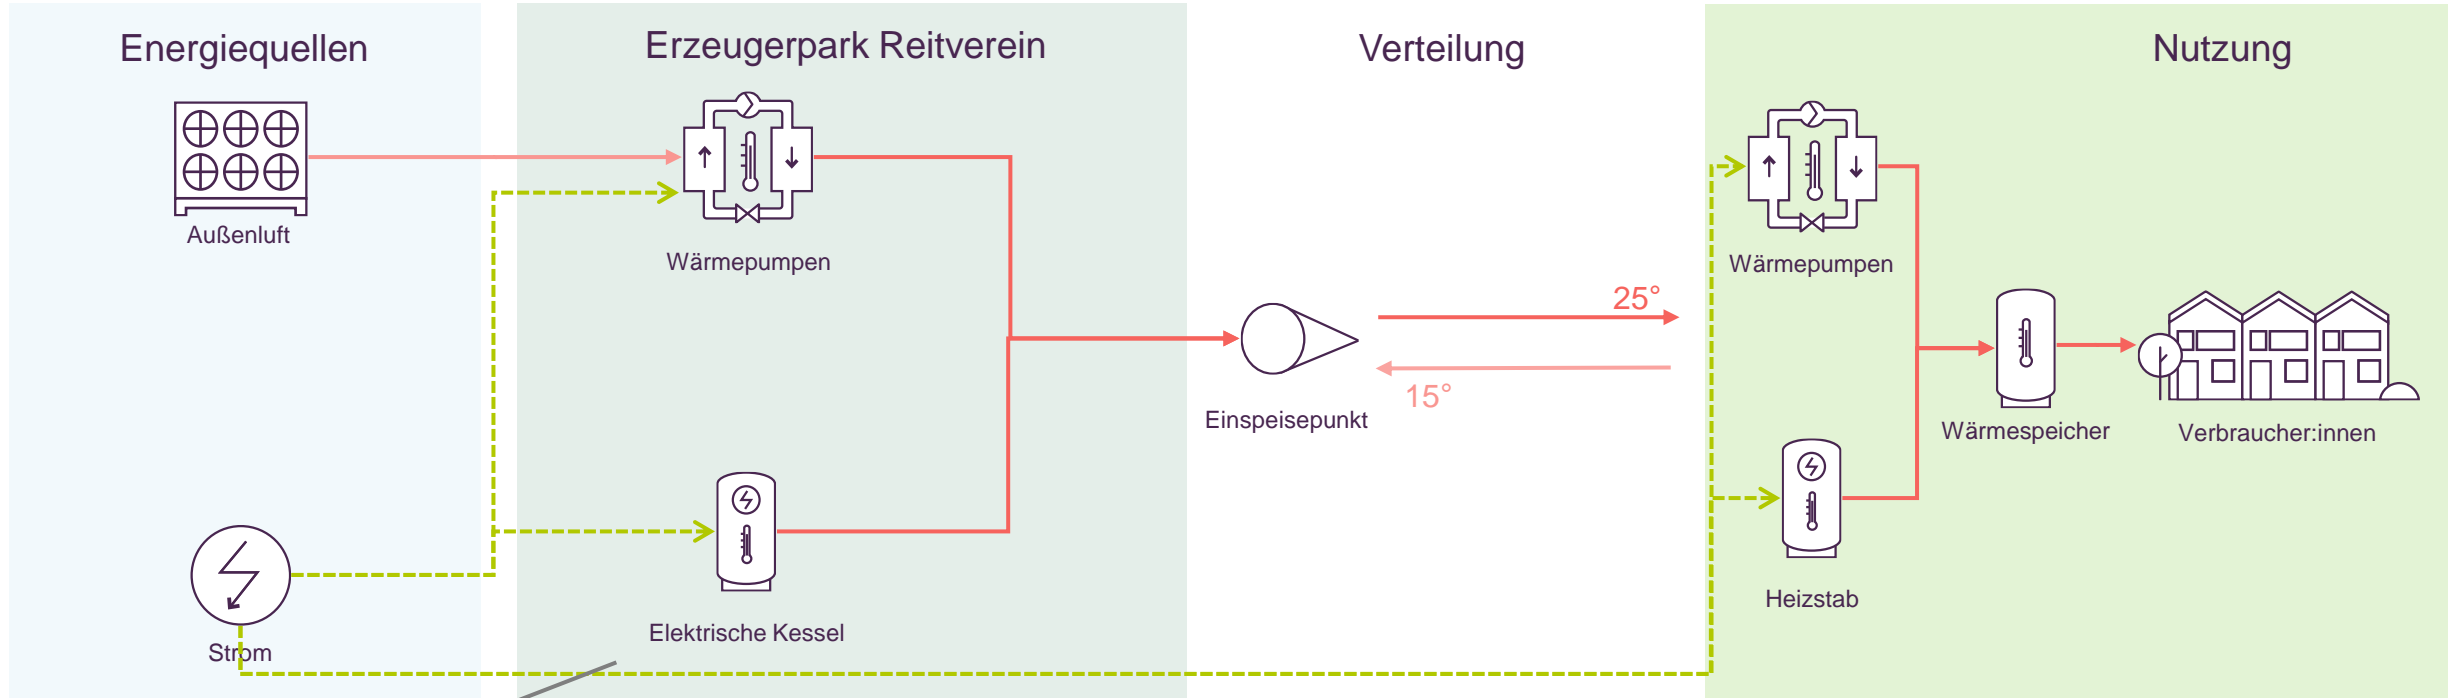 Energiequellen
Erzeugerpark Reitverein
Verteilung
Nutzung
Außenluft
Wärmepumpen
Wärmepumpen
25°
15°
Einspeisepunkt
Wärmespeicher
Verbraucher:innen
Heizstab
Elektrische Kessel
Strom